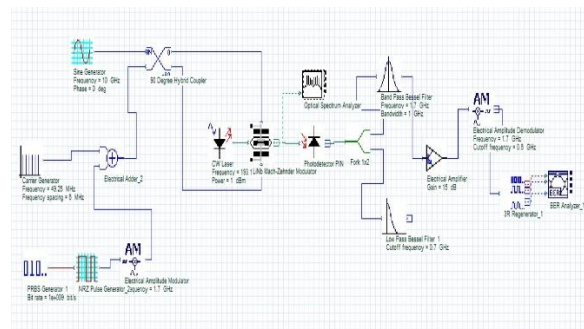 Sine Generator
Frequency = 10 GHz
Phase = 0 deg
90 Degree Hybrid Coupler
Carrier Generator
Frequency = 49.25 MHz
Frequency spacing = 6 MHz
Electrical Adder_2
010..
PRBS Generator 1
Bit rate = 1e+009 bit/s
NRZ Pulse Generator_2
AM
Electrical Amplitude Modulator
Frequency = 1.7 GHz
CW Laser
Frequency = 193.1
Power = 1 dBm
LiNb Mach-Zehnder Modulator
Optical Spectrum Analyzer
Photodetector PIN
Fork 1x2
Band Pass Bessel Filter
Frequency = 1.7 GHz
Bandwidth = 1 GHz
Low Pass Bessel Filter 1
Cutoff frequency = 0.7 GHz
Electrical Amplifier
Gain = 15 dB
AM
Electrical Amplitude Demodulator
Frequency = 1.7 GHz
Cutoff frequency = 0.8 GHz
3R Regenerator_1
BER Analyzer_1